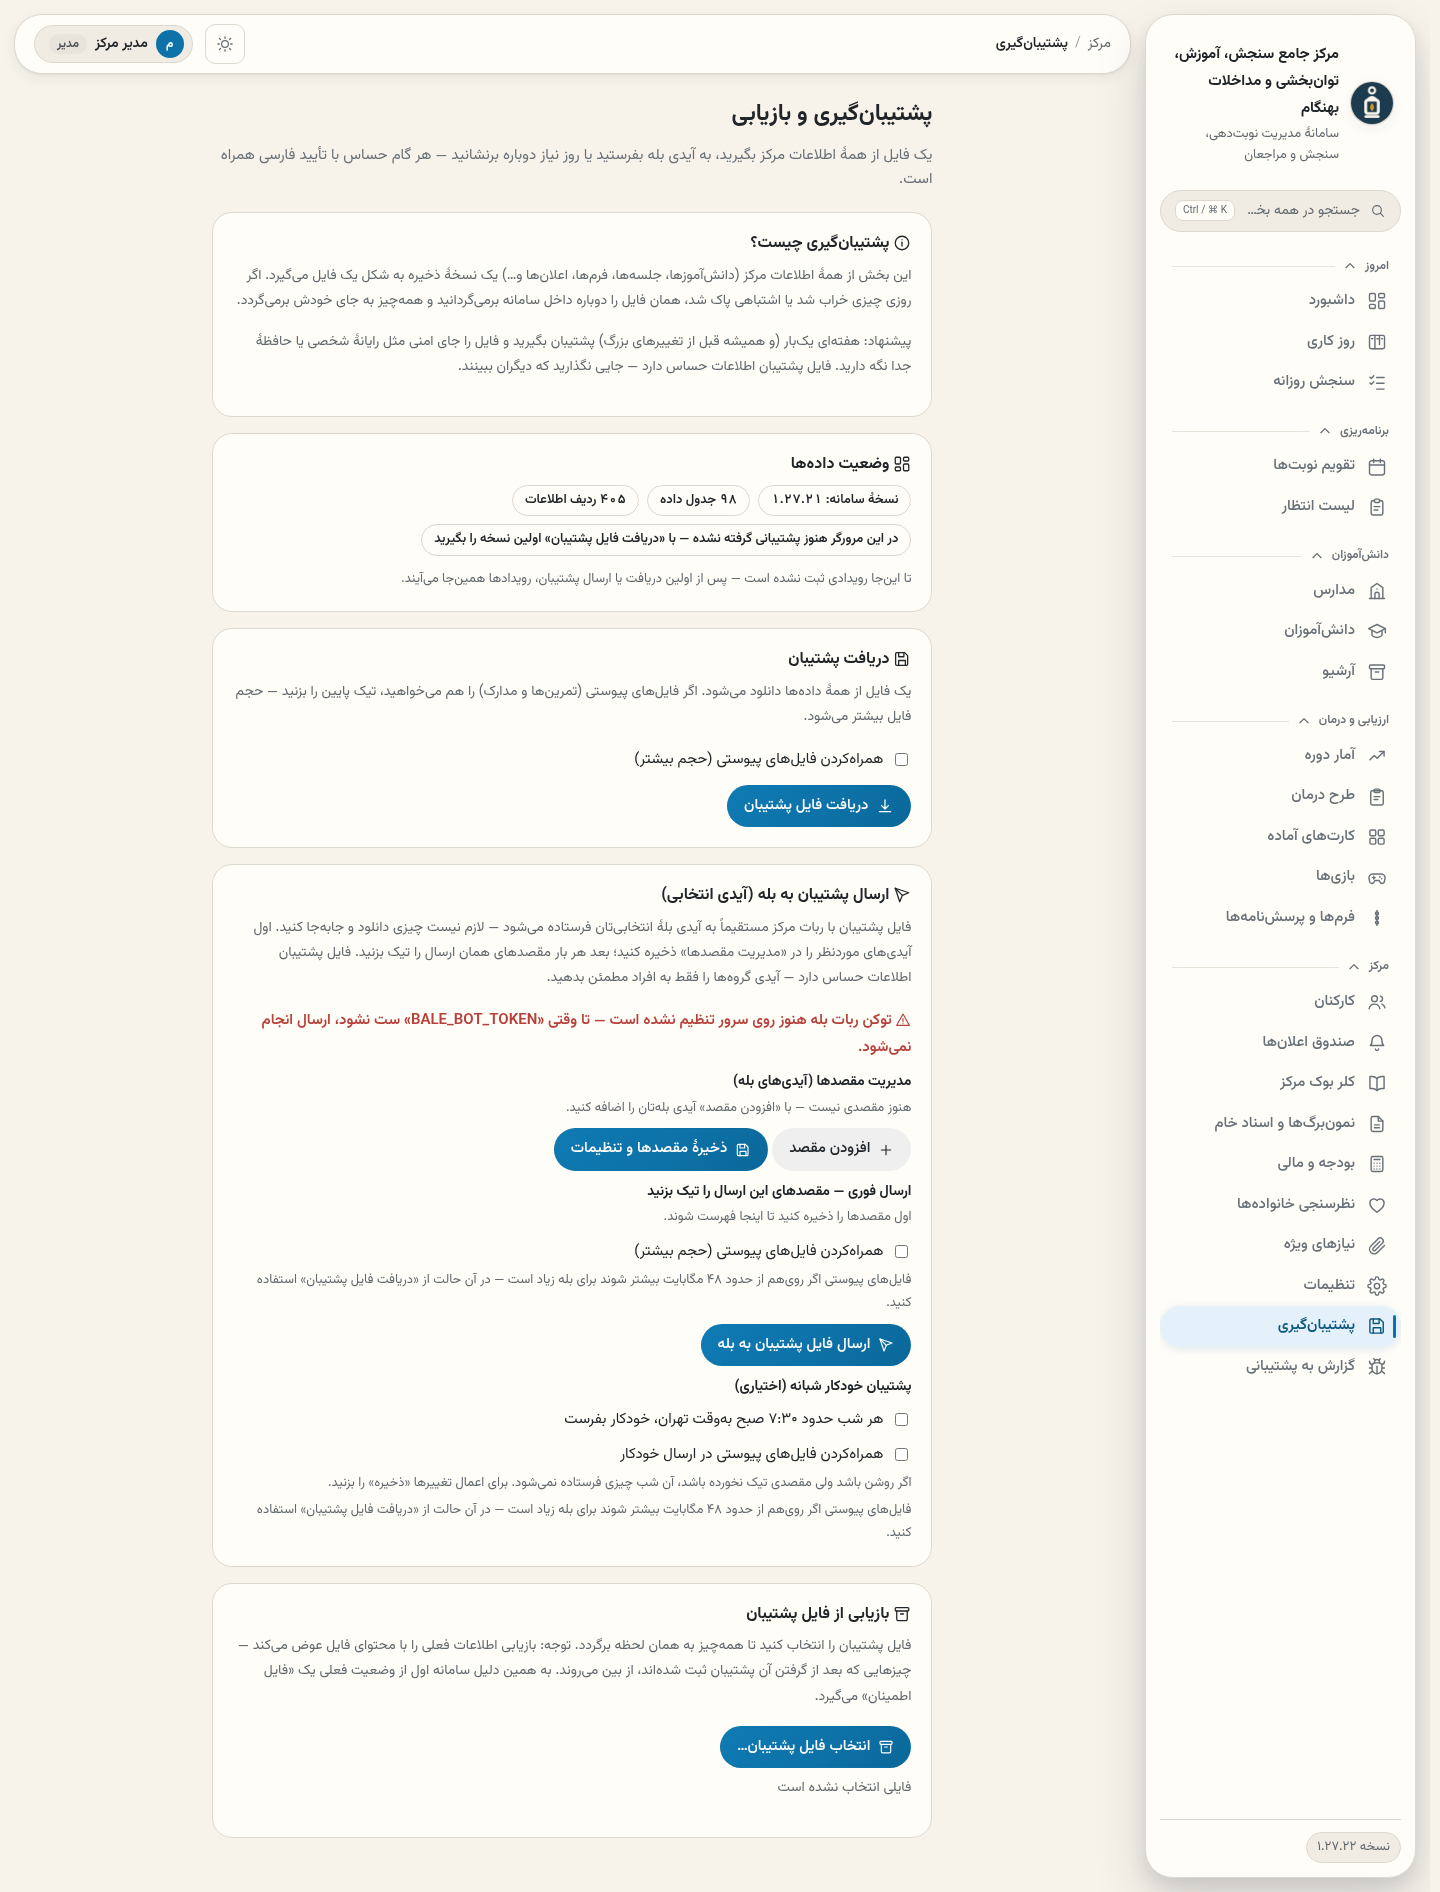 مرکز جامع سنجش، آموزش،
توان‌بخشی و مداخلات
بهنگام
سامانهٔ مدیریت نوبت‌دهی،
سنجش و مراجعان
جستجو در همه بخ...
Ctrl / ⌘ K
امروز
داشبورد
روز کاری
سنجش روزانه
برنامه‌ریزی
تقویم نوبت‌ها
لیست انتظار
دانش‌آموزان
مدارس
دانش‌آموزان
آرشیو
ارزیابی و درمان
آمار دوره
طرح درمان
کارت‌های آماده
بازی‌ها
فرم‌ها و پرسش‌نامه‌ها
مرکز
کارکنان
صندوق اعلان‌ها
کلر بوک مرکز
نمون‌برگ‌ها و اسناد خام
بودجه و مالی
نظرسنجی خانواده‌ها
نیازهای ویژه
تنظیمات
پشتیبان‌گیری
گزارش به پشتیبانی
نسخه ۱.۲۷.۲۲
مرکز / پشتیبان‌گیری
م مدیر مرکز مدیر
پشتیبان‌گیری و بازیابی
یک فایل از همهٔ اطلاعات مرکز بگیرید، به آیدی بله بفرستید یا روز نیاز دوباره برنشانید — هر گام حساس با تأیید فارسی همراه
است.
پشتیبان‌گیری چیست؟
این بخش از همهٔ اطلاعات مرکز (دانش‌آموزها، جلسه‌ها، فرم‌ها، اعلان‌ها و…) یک نسخهٔ ذخیره به شکل یک فایل می‌گیرد. اگر
روزی چیزی خراب شد یا اشتباهی پاک شد، همان فایل را دوباره داخل سامانه برمی‌گردانید و همه‌چیز به جای خودش برمی‌گردد.
پیشنهاد: هفته‌ای یک‌بار (و همیشه قبل از تغییرهای بزرگ) پشتیبان بگیرید و فایل را جای امنی مثل رایانهٔ شخصی یا حافظهٔ
جدا نگه دارید. فایل پشتیبان اطلاعات حساس دارد — جایی نگذارید که دیگران ببینند.
وضعیت داده‌ها
نسخهٔ سامانه: ۱.۲۷.۲۱
۹۸ جدول داده
۴۰۵ ردیف اطلاعات
در این مرورگر هنوز پشتیبانی گرفته نشده — با «دریافت فایل پشتیبان» اولین نسخه را بگیرید
تا این‌جا رویدادی ثبت نشده است — پس از اولین دریافت یا ارسال پشتیبان، رویدادها همین‌جا می‌آیند.
دریافت پشتیبان
یک فایل از همهٔ داده‌ها دانلود می‌شود. اگر فایل‌های پیوستی (تمرین‌ها و مدارک) را هم می‌خواهید، تیک پایین را بزنید — حجم
فایل بیشتر می‌شود.
همراه‌کردن فایل‌های پیوستی (حجم بیشتر)
دریافت فایل پشتیبان
ارسال پشتیبان به بله (آیدی انتخابی)
فایل پشتیبان با ربات مرکز مستقیماً به آیدی بلهٔ انتخابی‌تان فرستاده می‌شود — لازم نیست چیزی دانلود و جابه‌جا کنید. اول
آیدی‌های موردنظر را در «مدیریت مقصدها» ذخیره کنید؛ بعد هر بار مقصدهای همان ارسال را تیک بزنید. فایل پشتیبان
اطلاعات حساس دارد — آیدی گروه‌ها را فقط به افراد مطمئن بدهید.
توکن ربات بله هنوز روی سرور تنظیم نشده است — تا وقتی «BALE_BOT_TOKEN» ست نشود، ارسال انجام
نمی‌شود.
مدیریت مقصدها (آیدی‌های بله)
هنوز مقصدی نیست — با «افزودن مقصد» آیدی بله‌تان را اضافه کنید.
افزودن مقصد
ذخیرهٔ مقصدها و تنظیمات
ارسال فوری — مقصدهای این ارسال را تیک بزنید
اول مقصدها را ذخیره کنید تا اینجا فهرست شوند.
همراه‌کردن فایل‌های پیوستی (حجم بیشتر)
فایل‌های پیوستی اگر روی‌هم از حدود ۴۸ مگابایت بیشتر شوند برای بله زیاد است — در آن حالت از «دریافت فایل پشتیبان» استفاده
کنید.
ارسال فایل پشتیبان به بله
پشتیبان خودکار شبانه (اختیاری)
هر شب حدود ۷:۳۰ صبح به‌وقت تهران، خودکار بفرست
همراه‌کردن فایل‌های پیوستی در ارسال خودکار
اگر روشن باشد ولی مقصدی تیک نخورده باشد، آن شب چیزی فرستاده نمی‌شود. برای اعمال تغییرها «ذخیره» را بزنید.
فایل‌های پیوستی اگر روی‌هم از حدود ۴۸ مگابایت بیشتر شوند برای بله زیاد است — در آن حالت از «دریافت فایل پشتیبان» استفاده
کنید.
بازیابی از فایل پشتیبان
فایل پشتیبان را انتخاب کنید تا همه‌چیز به همان لحظه برگردد. توجه: بازیابی اطلاعات فعلی را با محتوای فایل عوض می‌کند —
چیزهایی که بعد از گرفتن آن پشتیبان ثبت شده‌اند، از بین می‌روند. به همین دلیل سامانه اول از وضعیت فعلی یک «فایل
اطمینان» می‌گیرد.
انتخاب فایل پشتیبان…
فایلی انتخاب نشده است